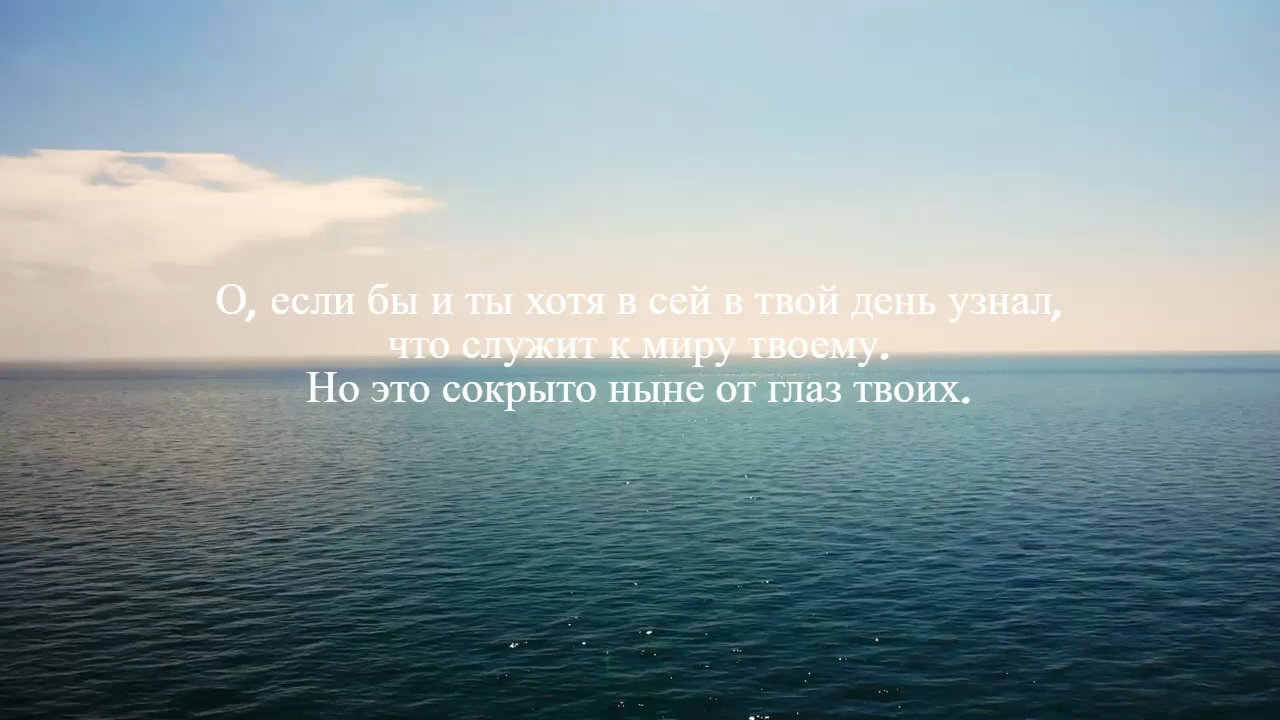 О, если бы и ты хотя в сей в твой день узнал,
что служит к миру твоему.
Но это сокрыто ныне от глаз твоих.